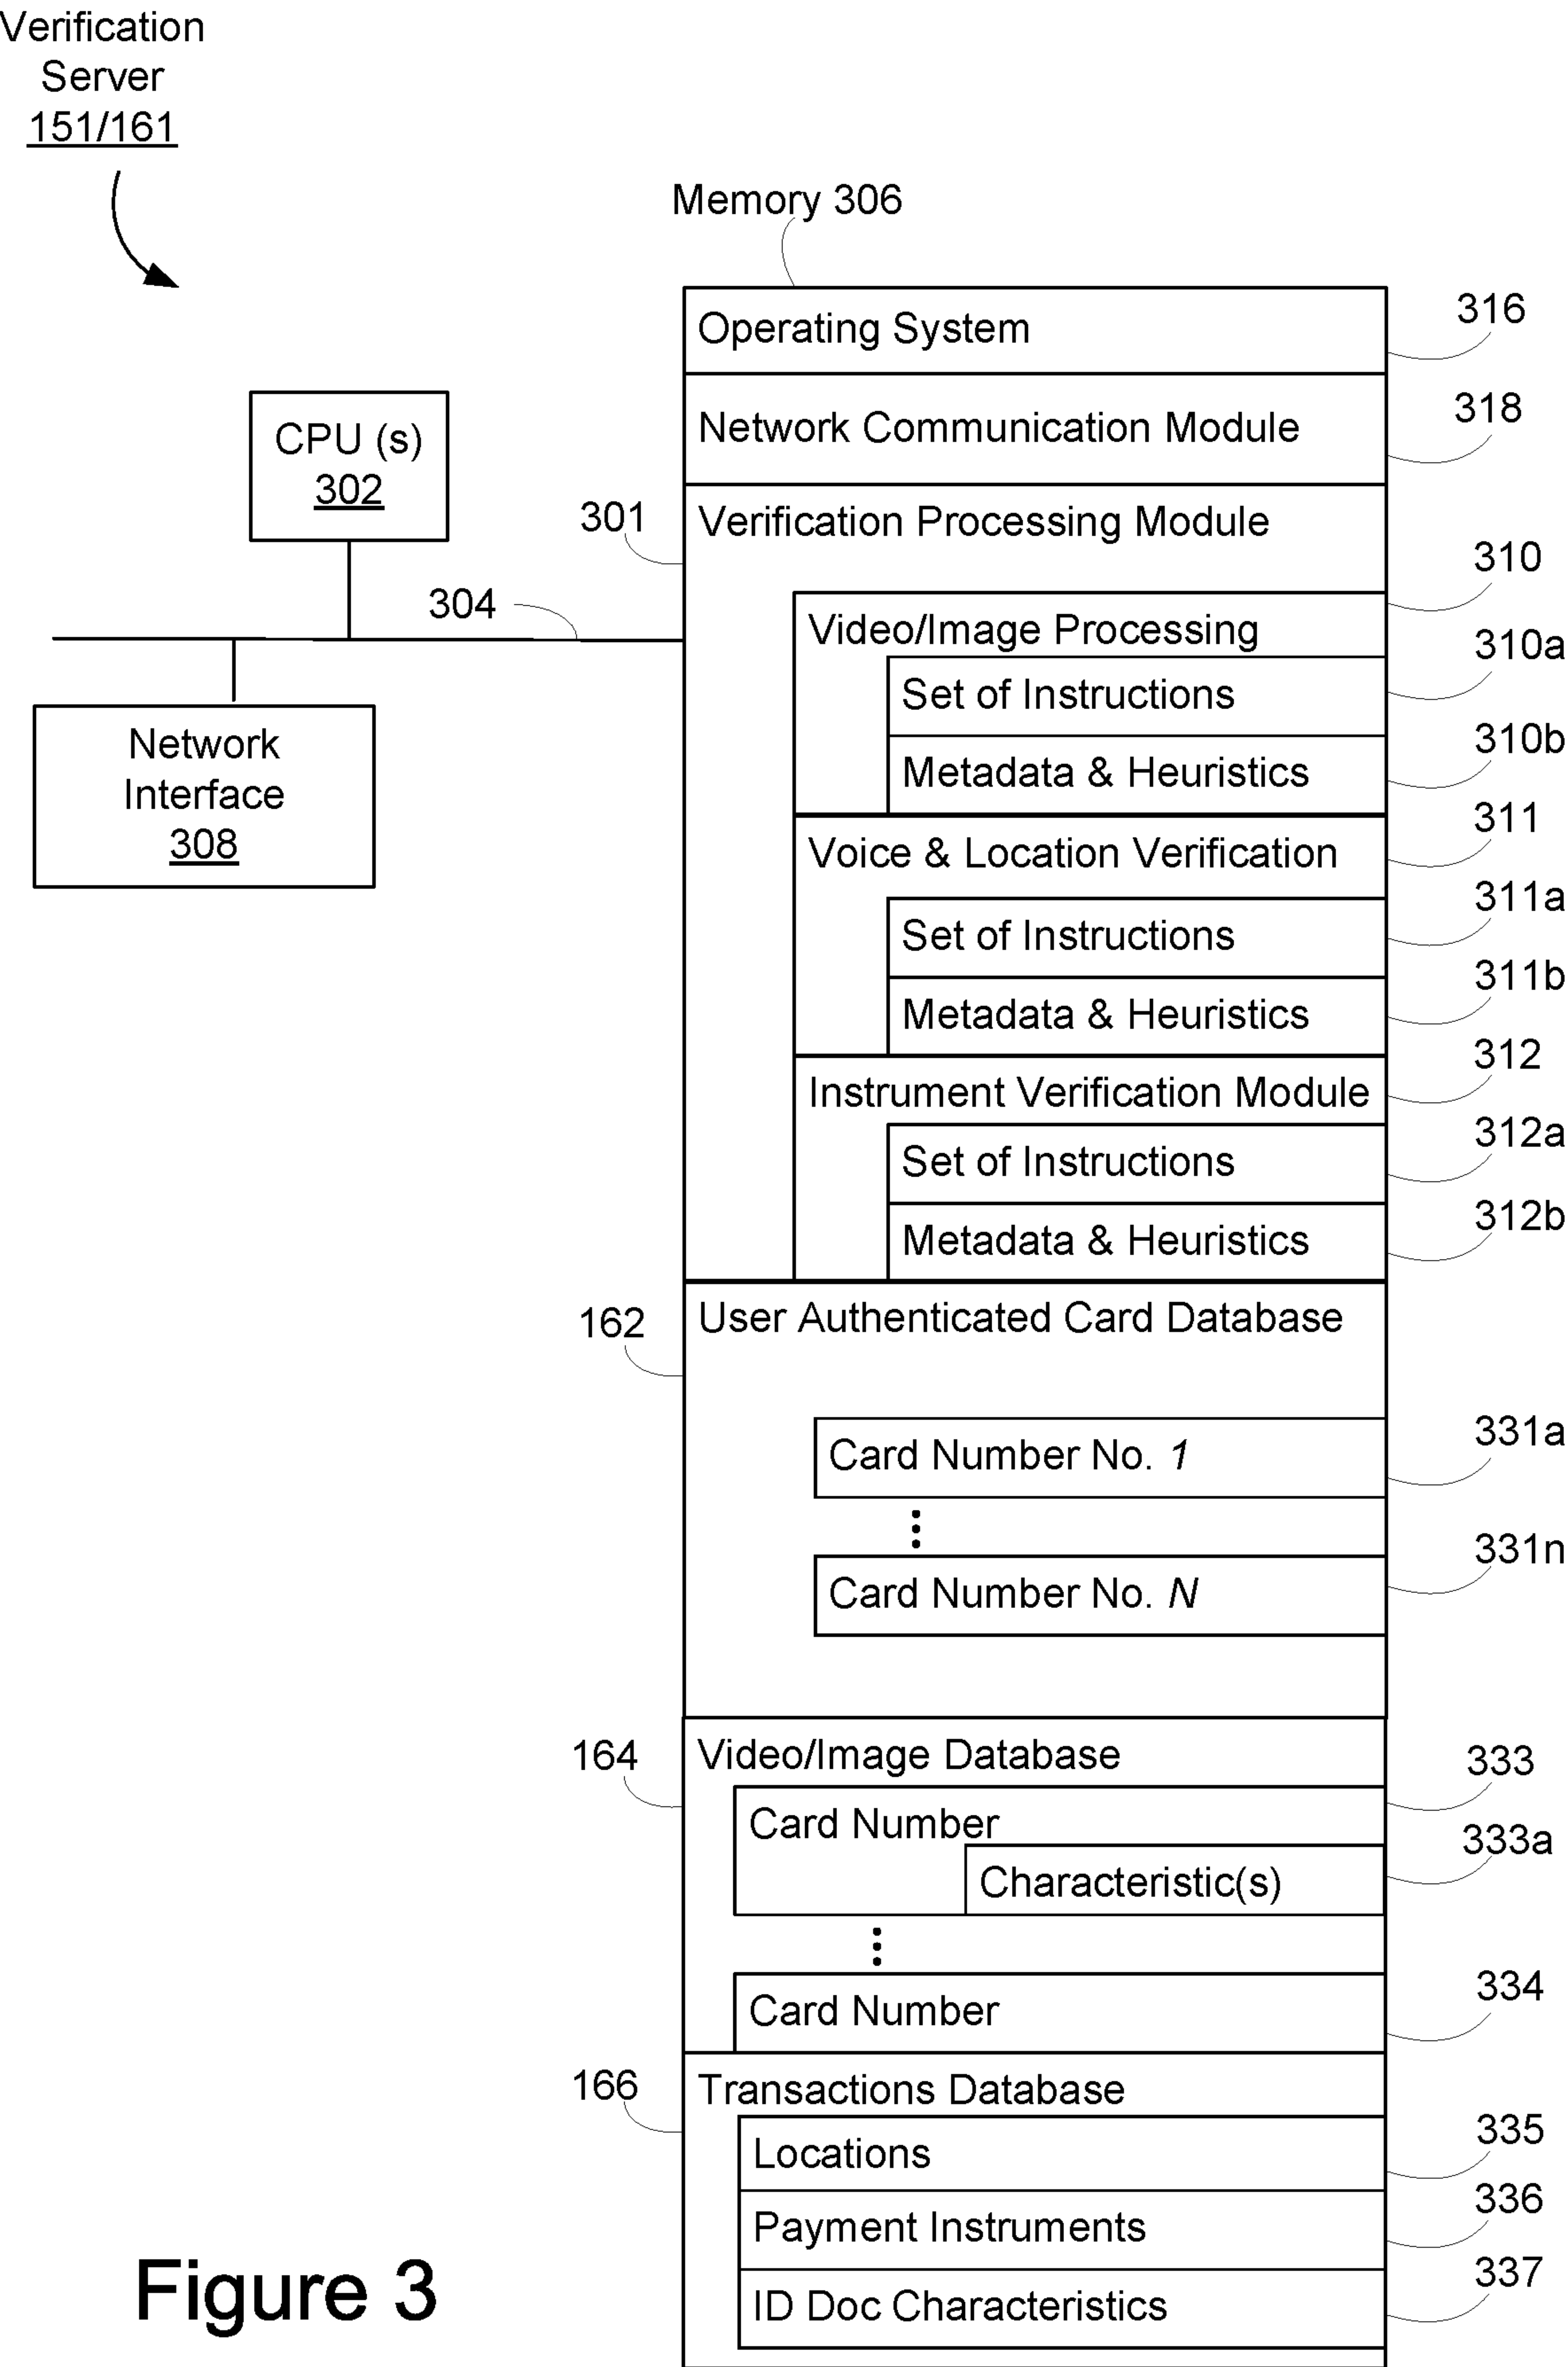 Verification
Server
151/161
Memory 306
Operating System
316
Network Communication Module
318
CPU (s)
302
301
Verification Processing Module
304
310
Video/Image Processing
310a
Set of Instructions
310b
Metadata & Heuristics
Network
Interface
308
311
Voice & Location Verification
311a
Set of Instructions
311b
Metadata & Heuristics
312
Instrument Verification Module
312a
Set of Instructions
312b
Metadata & Heuristics
162
User Authenticated Card Database
331a
Card Number No. 1
331n
Card Number No. N
164
Video/Image Database
333
Card Number
333a
Characteristic(s)
334
Card Number
166
Transactions Database
335
Locations
336
Payment Instruments
337
ID Doc Characteristics
Figure 3